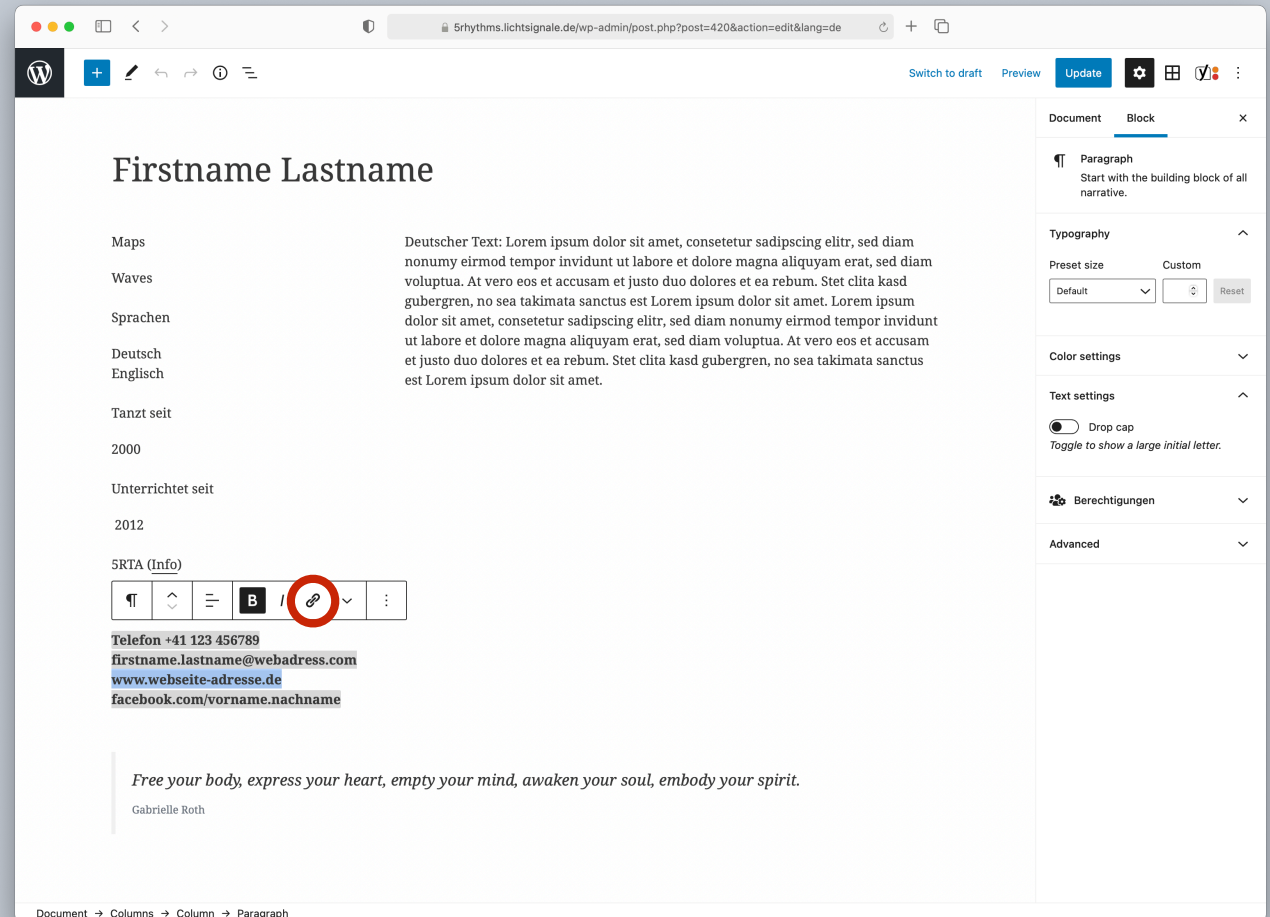 5rhythms.lichtsignale.de/wp-admin/post.php?post=420&action=edit&lang=de
Switch to draft
Preview
Update
Firstname Lastname
Maps
Waves
Sprachen
Deutsch
Englisch
Tanzt seit
2000
Unterrichtet seit
2012
5RTA (Info)
B I
Telefon +41 123 456789
firstname.lastname@webadress.com
www.webseite-adresse.de
facebook.com/vorname.nachname
Deutscher Text: Lorem ipsum dolor sit amet, consetetur sadipscing elitr, sed diam
nonumy eirmod tempor invidunt ut labore et dolore magna aliquyam erat, sed diam
voluptua. At vero eos et accusam et justo duo dolores et ea rebum. Stet clita kasd
gubergren, no sea takimata sanctus est Lorem ipsum dolor sit amet. Lorem ipsum
dolor sit amet, consetetur sadipscing elitr, sed diam nonumy eirmod tempor invidunt
ut labore et dolore magna aliquyam erat, sed diam voluptua. At vero eos et accusam
et justo duo dolores et ea rebum. Stet clita kasd gubergren, no sea takimata sanctus
est Lorem ipsum dolor sit amet.
Free your body, express your heart, empty your mind, awaken your soul, embody your spirit.
Gabrielle Roth
Document
Block
Paragraph
Start with the building block of all
narrative.
Typography
Preset size
Custom
Default
Reset
Color settings
Text settings
Drop cap
Toggle to show a large initial letter.
Berechtigungen
Advanced
Document → Columns → Column → Paragraph